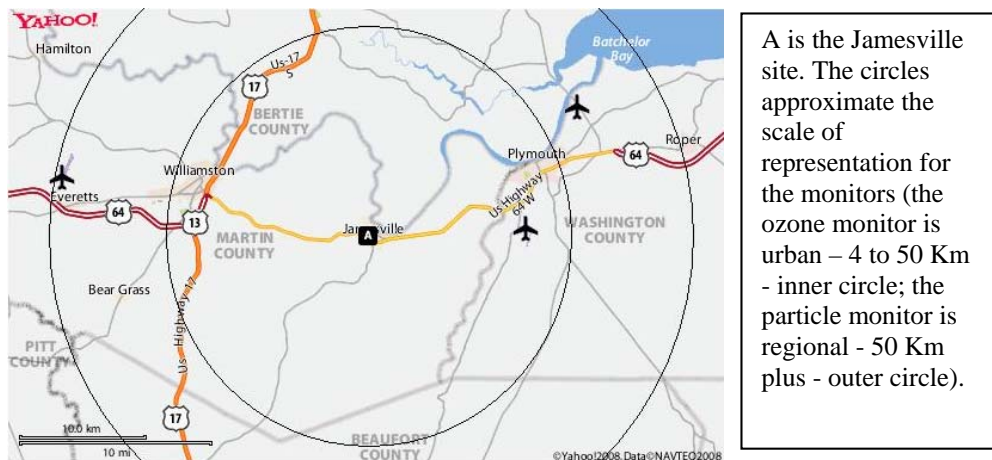 YAHOO!
Hamilton
Us-17
S
17
Batchelor
Bay
BERTIE
COUNTY
Williamston
Plymouth
Roper
64
Everetts
64
13
Us Highway
64 W
Jamesville
A
MARTIN
COUNTY
WASHINGTON
COUNTY
Bear Grass
Us- Highway 17
PITT
COUNTY
17
10.0 km
10 mi
BEAUFORT
COUNTY
©Yahoo!2008, Data©NAVTEQ2008
A is the Jamesville
site. The circles
approximate the
scale of
representation for
the monitors (the
ozone monitor is
urban – 4 to 50 Km
- inner circle; the
particle monitor is
regional - 50 Km
plus - outer circle).